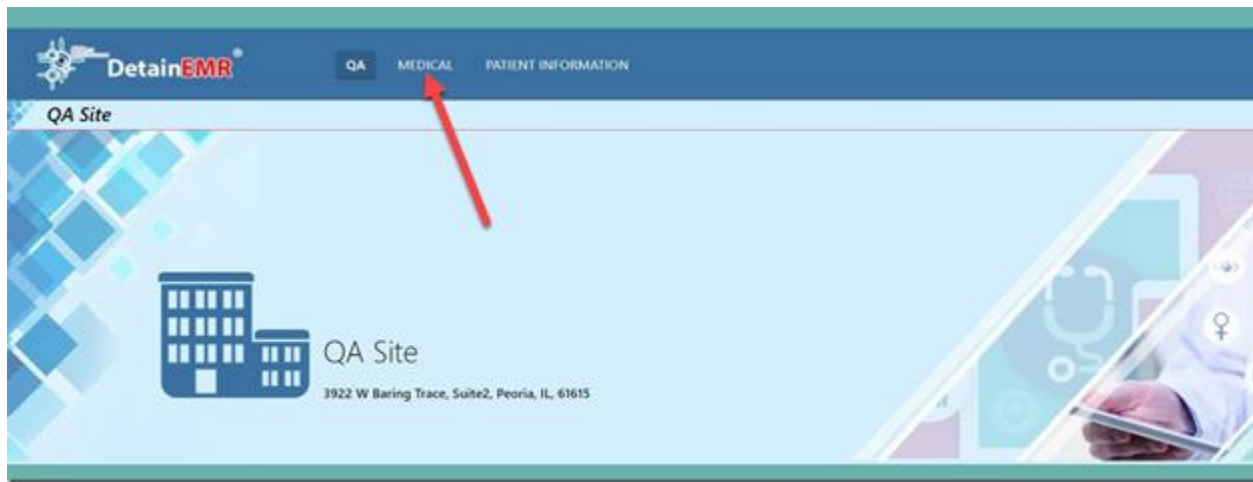 DetainEMR®
QA MEDICAL PATIENT INFORMATION
QA Site
QA Site
3922 W Baring Trace, Suite2, Peoria, IL, 61615